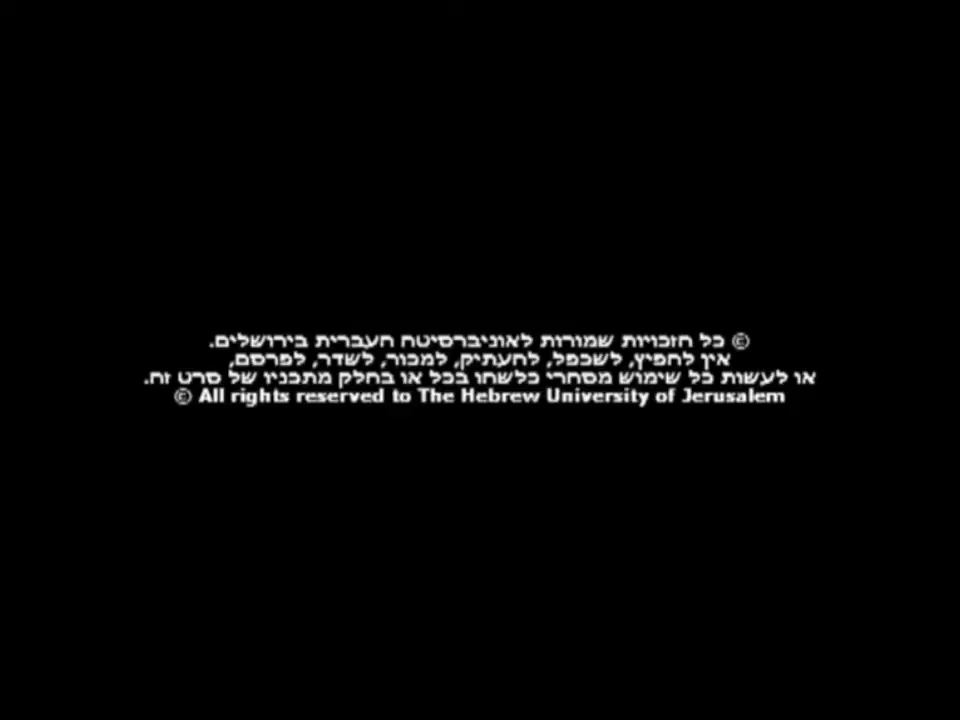 © כל הזכויות שמורות לאוניברסיטה העברית בירושלים.
אין להפיץ, לשכפל, להעתיק, למכור, לשדר, לפרסם,
או לעשות כל שימוש מסחרי כלשהו בכל או בחלק מתכניו של סרט זה.
© All rights reserved to The Hebrew University of Jerusalem